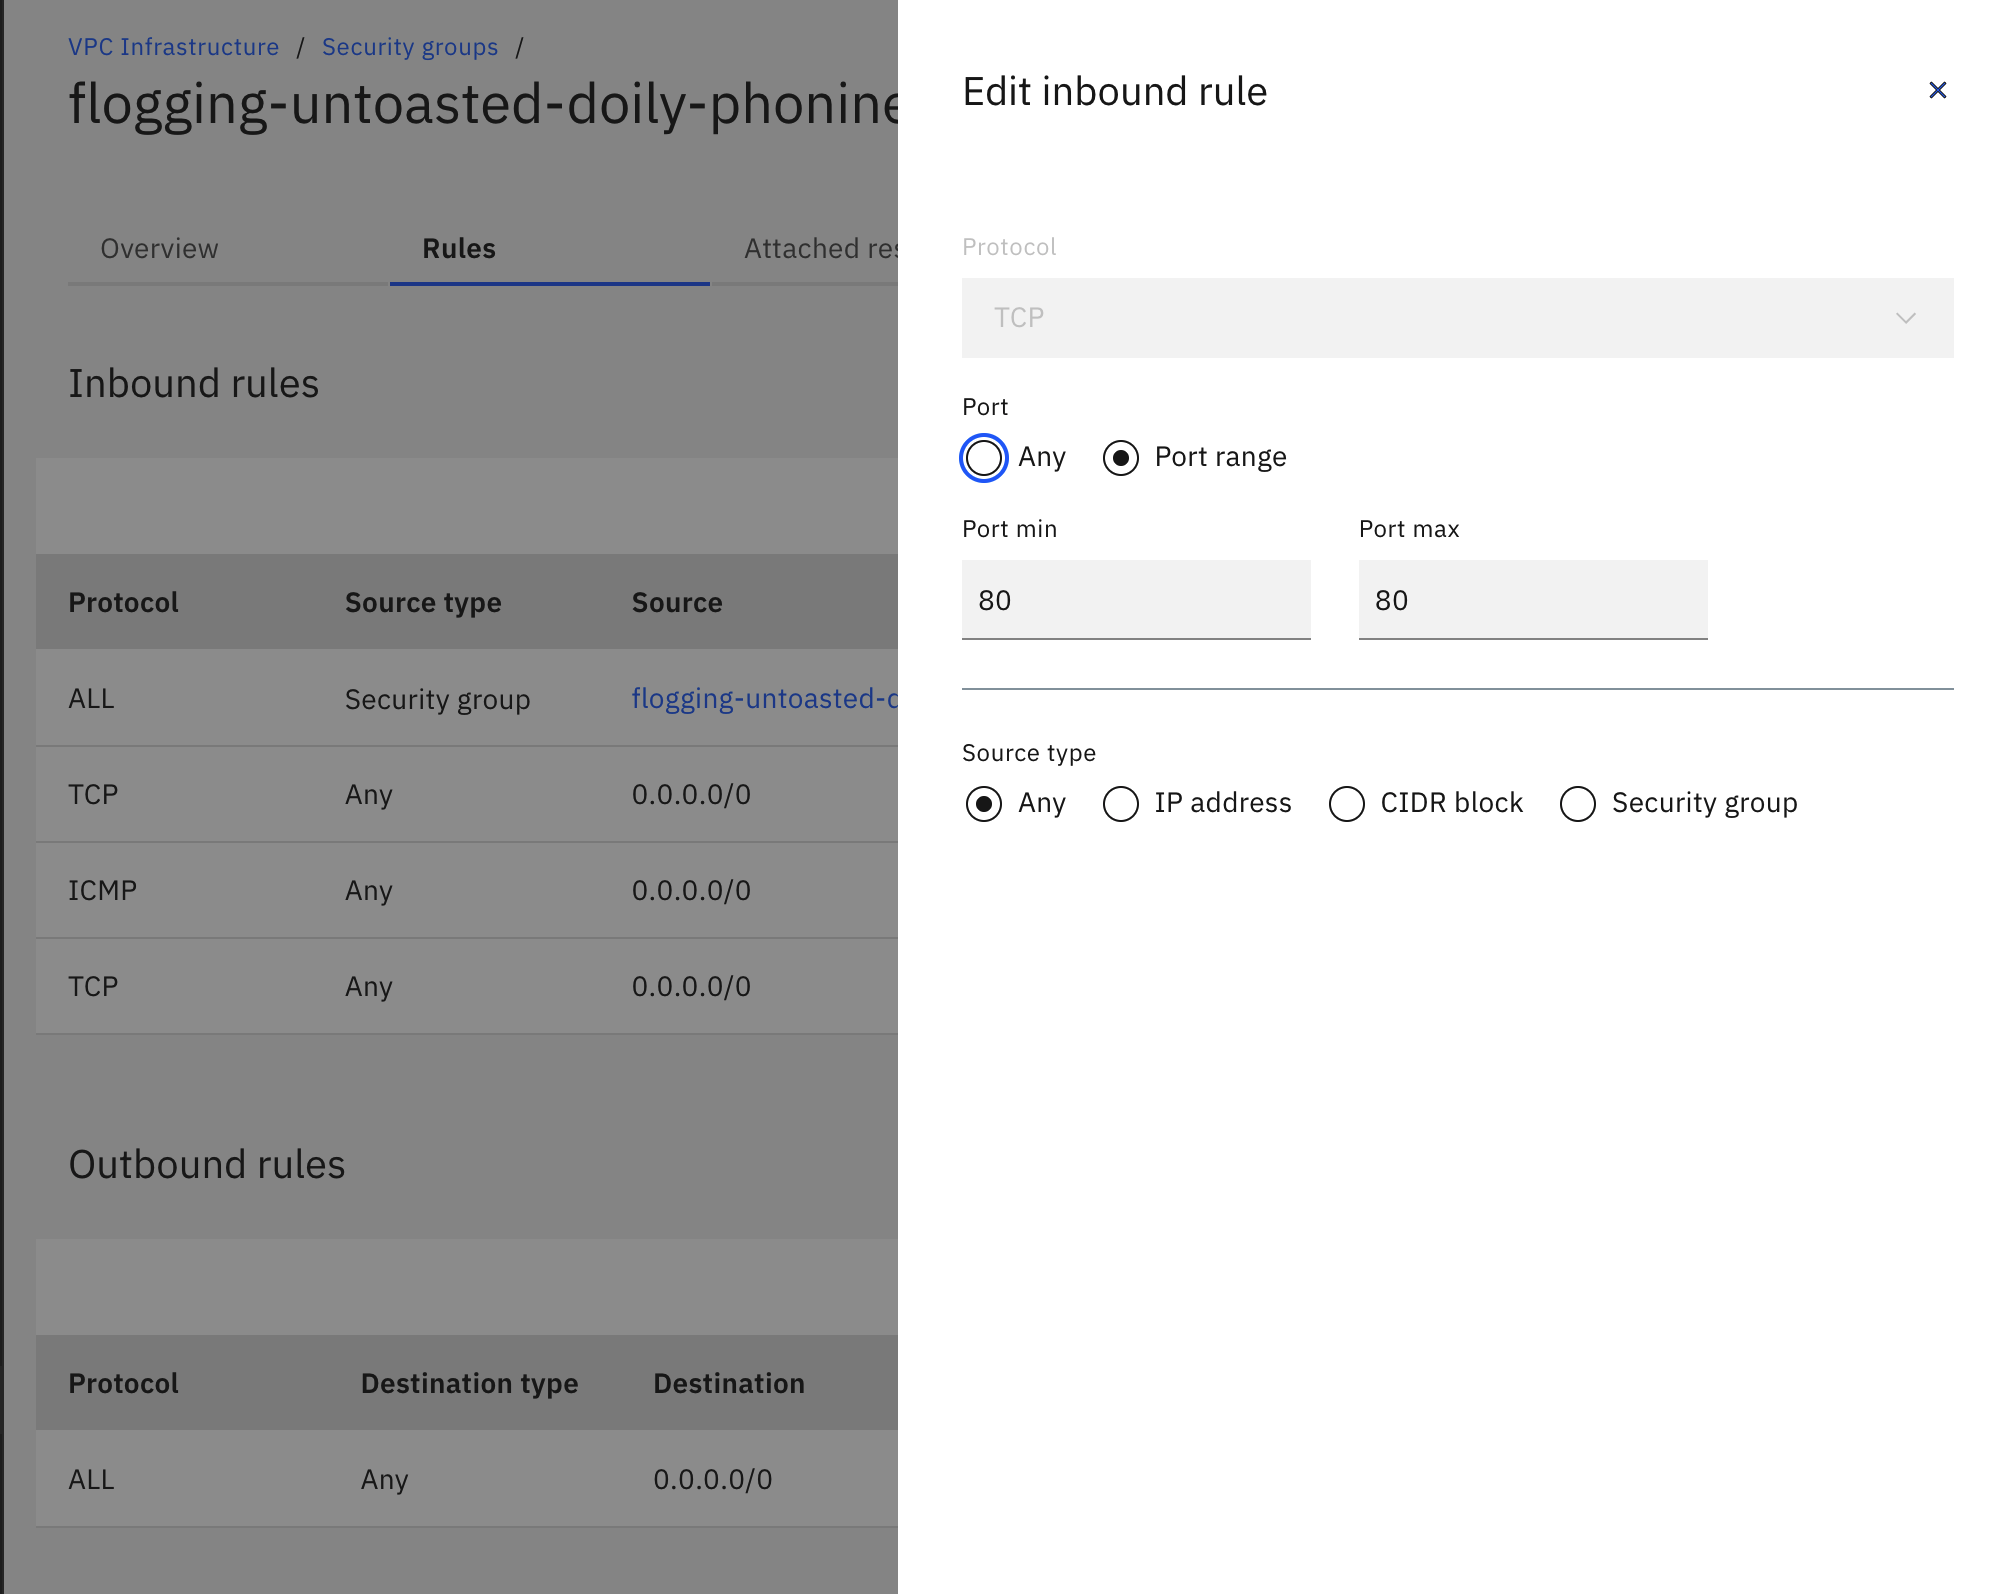 VPC Infrastructure / Security groups /
flogging-untoasted-doily-phonine
Overview Rules Attached res
Inbound rules
Protocol Source type Source
ALL Security group flogging-untoasted-d
TCP Any 0.0.0.0/0
ICMP Any 0.0.0.0/0
TCP Any 0.0.0.0/0
Outbound rules
Protocol Destination type Destination
ALL Any 0.0.0.0/0
Edit inbound rule
Protocol
TCP
Port
Any Port range
Port min Port max
80 80
Source type
Any IP address CIDR block Security group